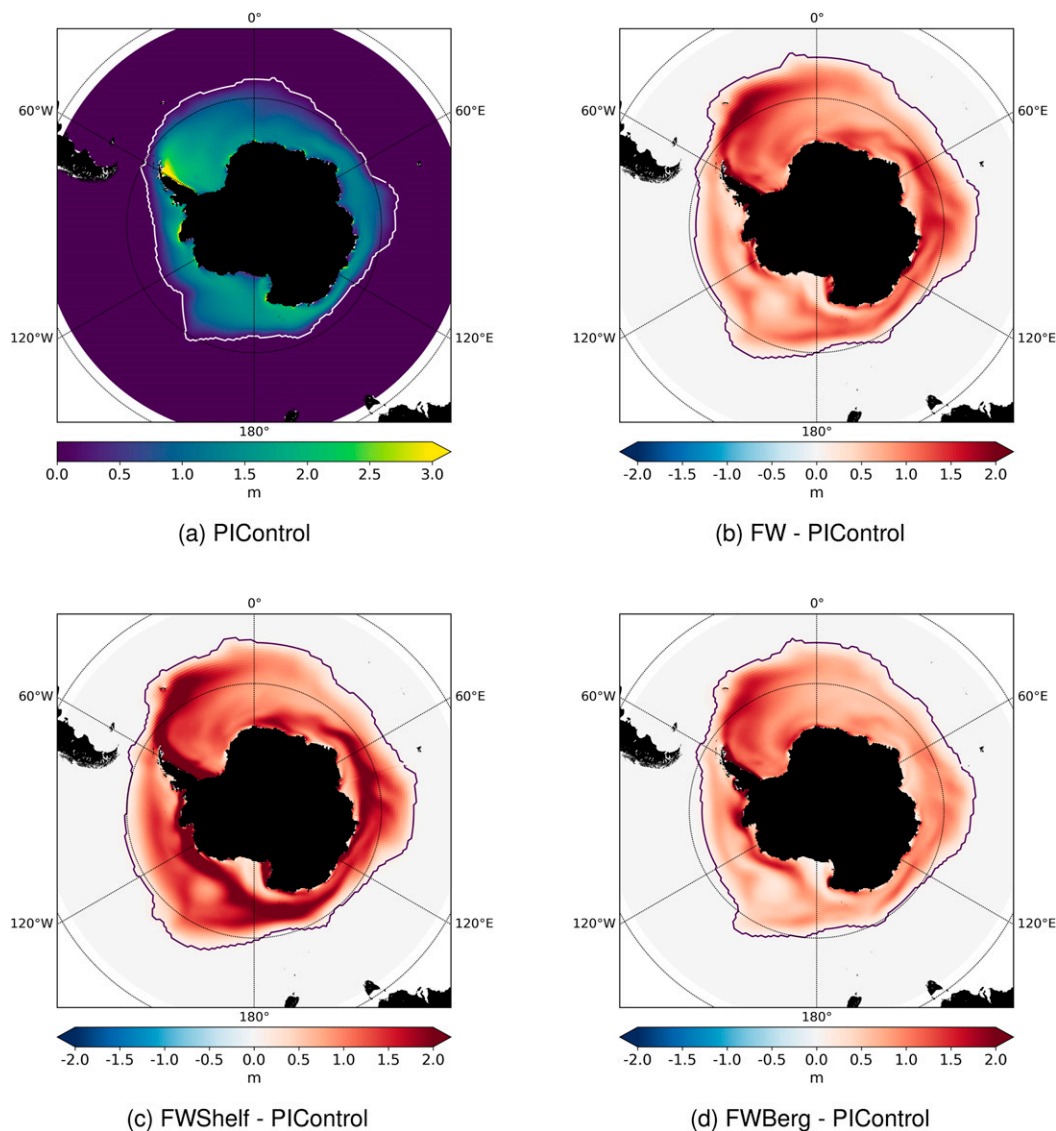 0° 0°
60°W 60°E 60°W 60°E
120°W 120°E 120°W 120°E
180° 180°
0.0 0.5 1.0 1.5 2.0 2.5 3.0 -2.0 -1.5 -1.0 -0.5 0.0 0.5 1.0 1.5 2.0
m m
(a) PIControl (b) FW - PIControl
0° 0°
60°W 60°E 60°W 60°E
120°W 120°E 120°W 120°E
180° 180°
-2.0 -1.5 -1.0 -0.5 0.0 0.5 1.0 1.5 2.0 -2.0 -1.5 -1.0 -0.5 0.0 0.5 1.0 1.5 2.0
m m
(c) FWShelf - PIControl (d) FWBerg - PIControl